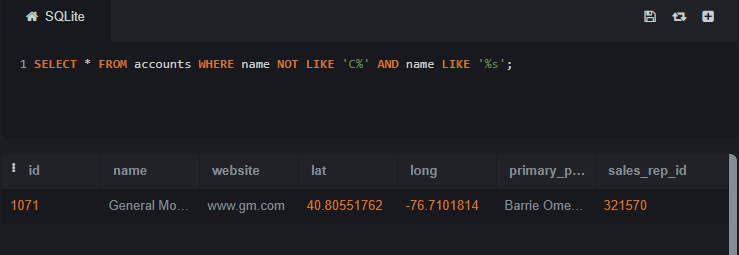 SQLite
1 SELECT * FROM accounts WHERE name NOT LIKE 'C%' AND name LIKE '%s';
id name website lat long primary_p... sales_rep_id
1071 General Mo... www.gm.com 40.80551762 -76.7101814 Barrie Ome... 321570